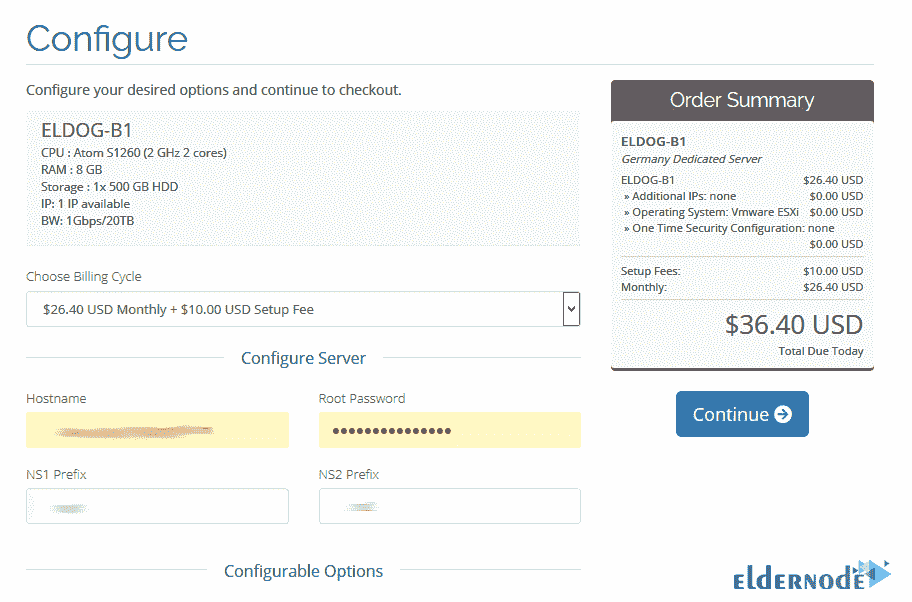 Configure
Configure your desired options and continue to checkout.
ELDOG-B1
CPU : Atom S1260 (2 GHz 2 cores)
RAM : 8 GB
Storage : 1x 500 GB HDD
IP: 1 IP available
BW: 1Gbps/20TB
Choose Billing Cycle
$26.40 USD Monthly + $10.00 USD Setup Fee
Configure Server
Hostname
Root Password
•••••••••••••••
NS1 Prefix
NS2 Prefix
Configurable Options
Order Summary
ELDOG-B1
Germany Dedicated Server
ELDOG-B1 $26.40 USD
» Additional IPs: none $0.00 USD
» Operating System: Vmware ESXi $0.00 USD
» One Time Security Configuration: none
$0.00 USD
Setup Fees: $10.00 USD
Monthly: $26.40 USD
$36.40 USD
Total Due Today
Continue
ELDERNODE